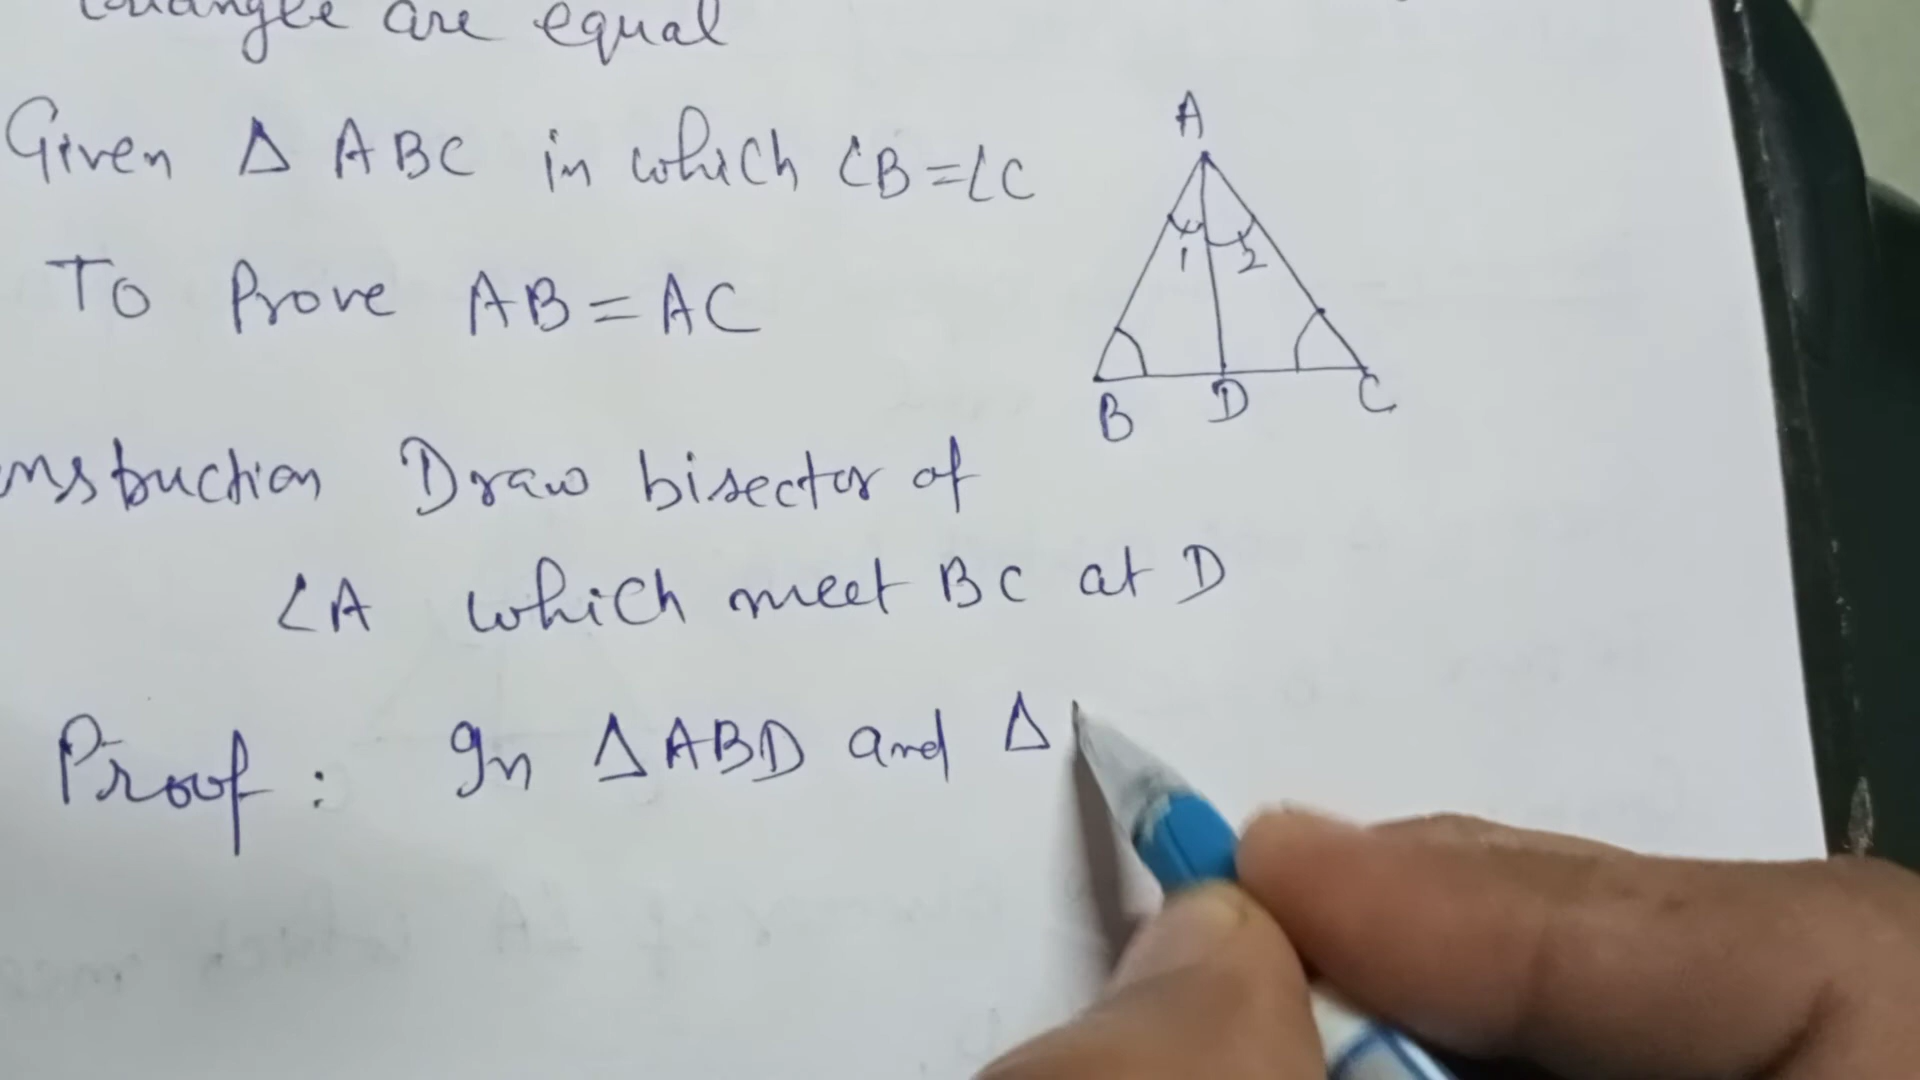 are equal
Given Δ ABC in which ∠B=∠C
To Prove AB=AC
A
1 2
B D C
Draw bisector of
∠A which meet BC at D
Proof: In ΔABD and Δ